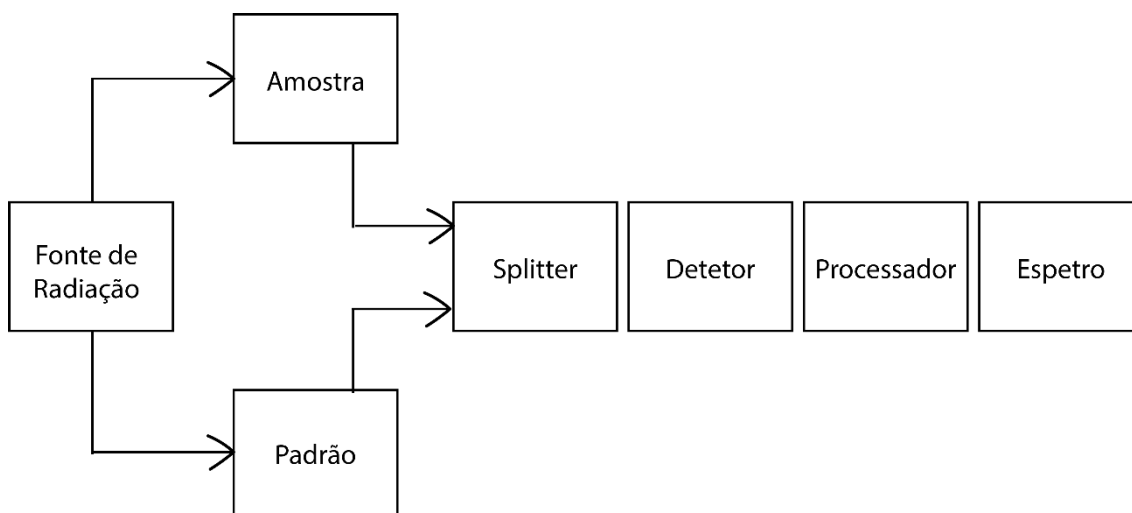 Amostra
Fonte de
Radiação
Splitter
Detetor
Processador
Espetro
Padrão